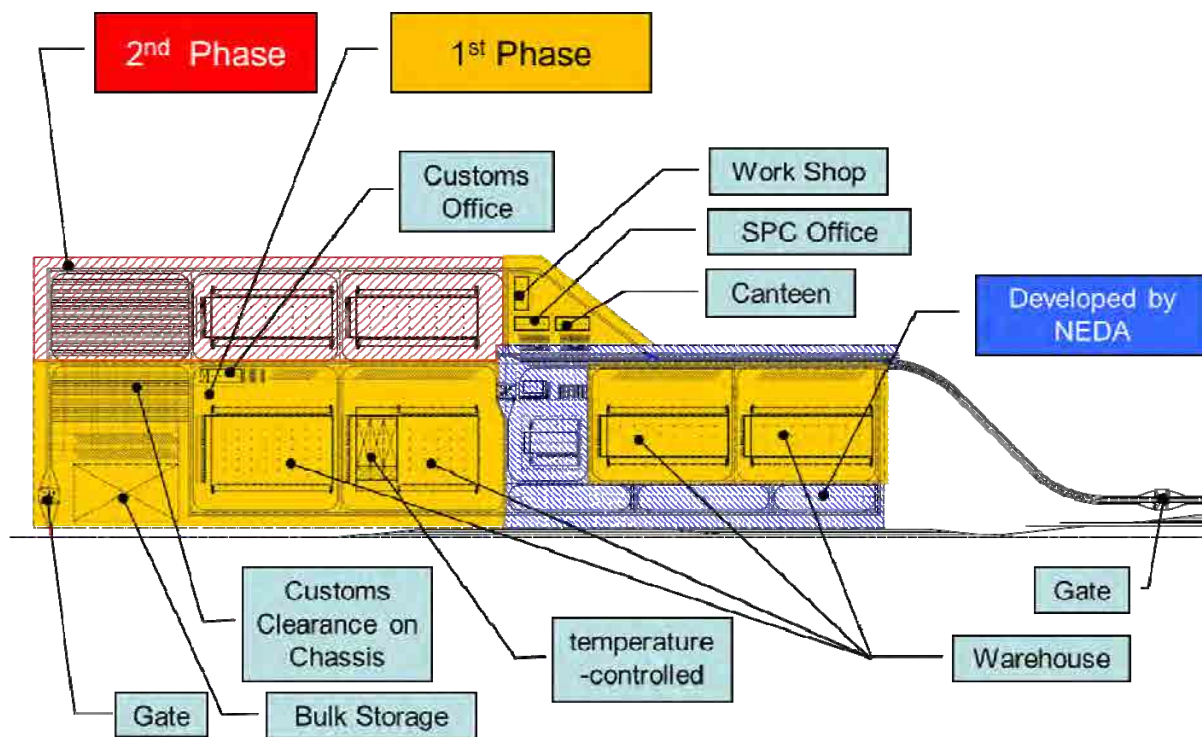 2nd Phase
1st Phase
Customs
Office
Work Shop
SPC Office
Canteen
Developed by
NEDA
Customs
Clearance on
Chassis
temperature
-controlled
Gate
Warehouse
Gate
Bulk Storage